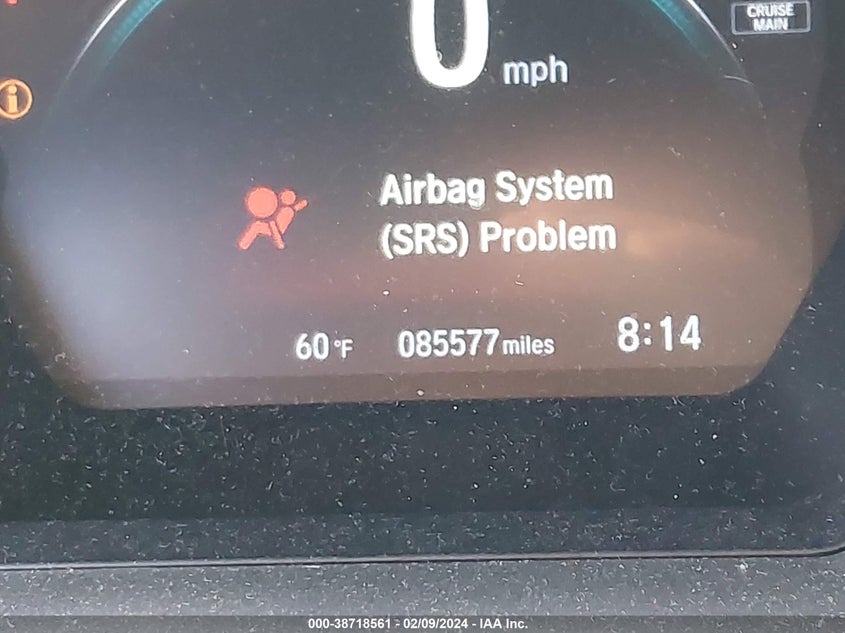 CRUISE
MAIN
0 mph
i
Airbag System
(SRS) Problem
60°F 085577 miles 8:14
000-38718561 - 02/09/2024 - IAA Inc.